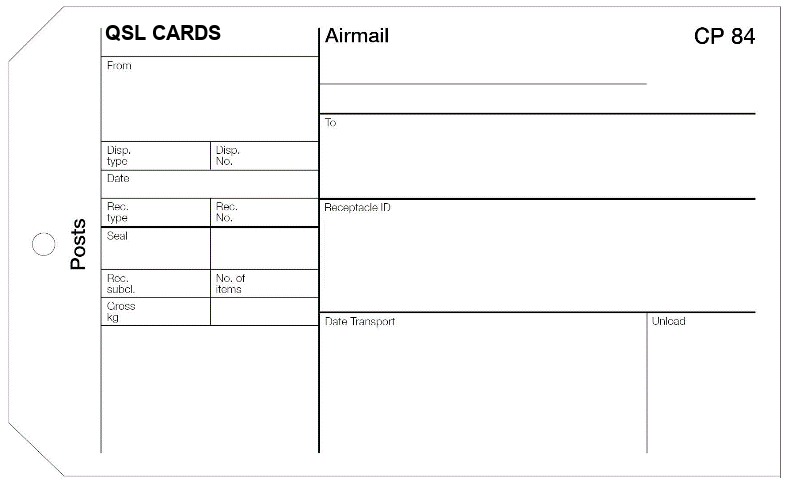 QSL CARDS
Airmail
CP 84
From
To
Disp.
type
Disp.
No.
Date
Rec.
type
Rec.
No.
Receptacle ID
Posts
Seal
Rec.
subcl.
No. of
items
Gross
kg
Date Transport
Unload